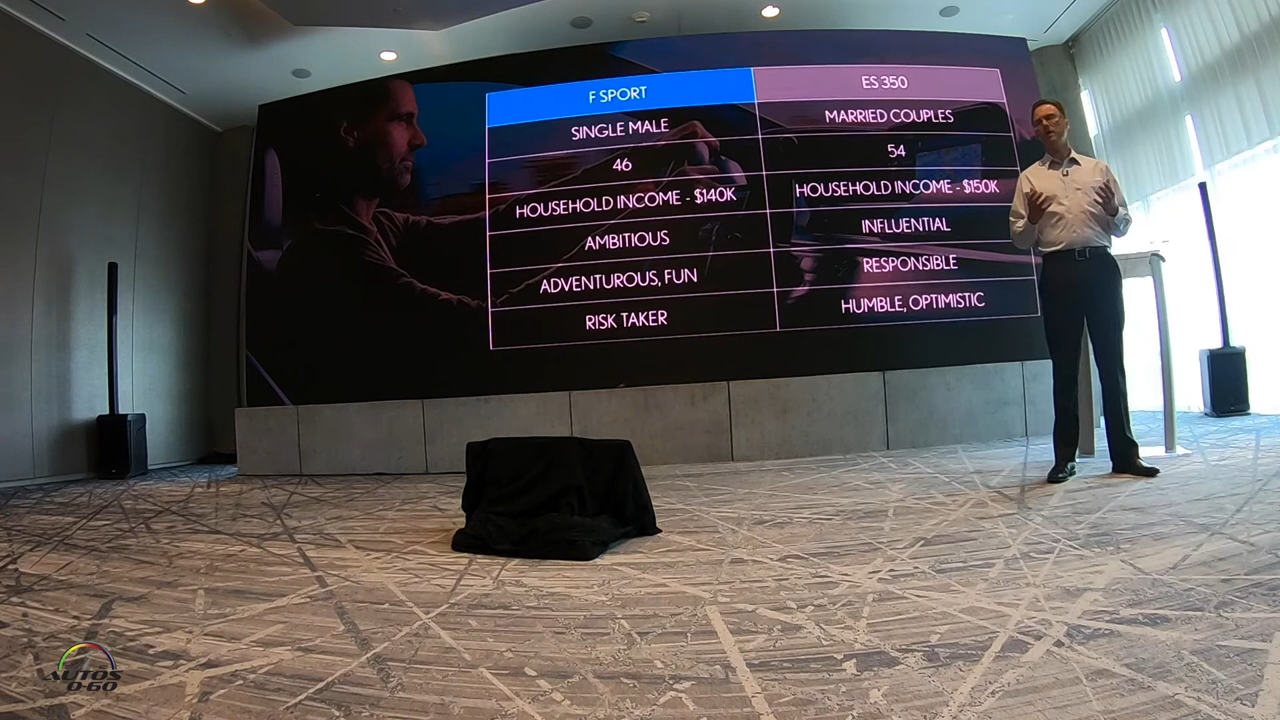 F SPORT
ES 350
SINGLE MALE
MARRIED COUPLES
46
54
HOUSEHOLD INCOME - $140K
HOUSEHOLD INCOME - $150K
AMBITIOUS
INFLUENTIAL
ADVENTUROUS, FUN
RESPONSIBLE
RISK TAKER
HUMBLE, OPTIMISTIC
AUTOS
0-60